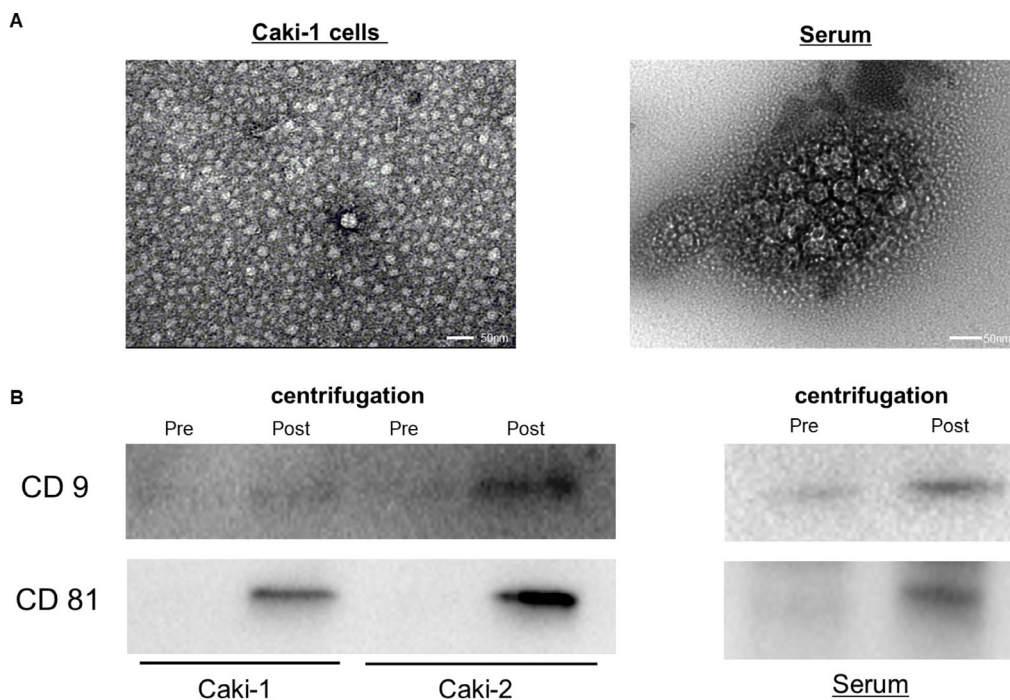 A
Caki-1 cells
Serum
50nm
50nm
B
centrifugation
centrifugation
Pre Post Pre Post
Pre Post
CD 9
CD 81
Caki-1 Caki-2
Serum